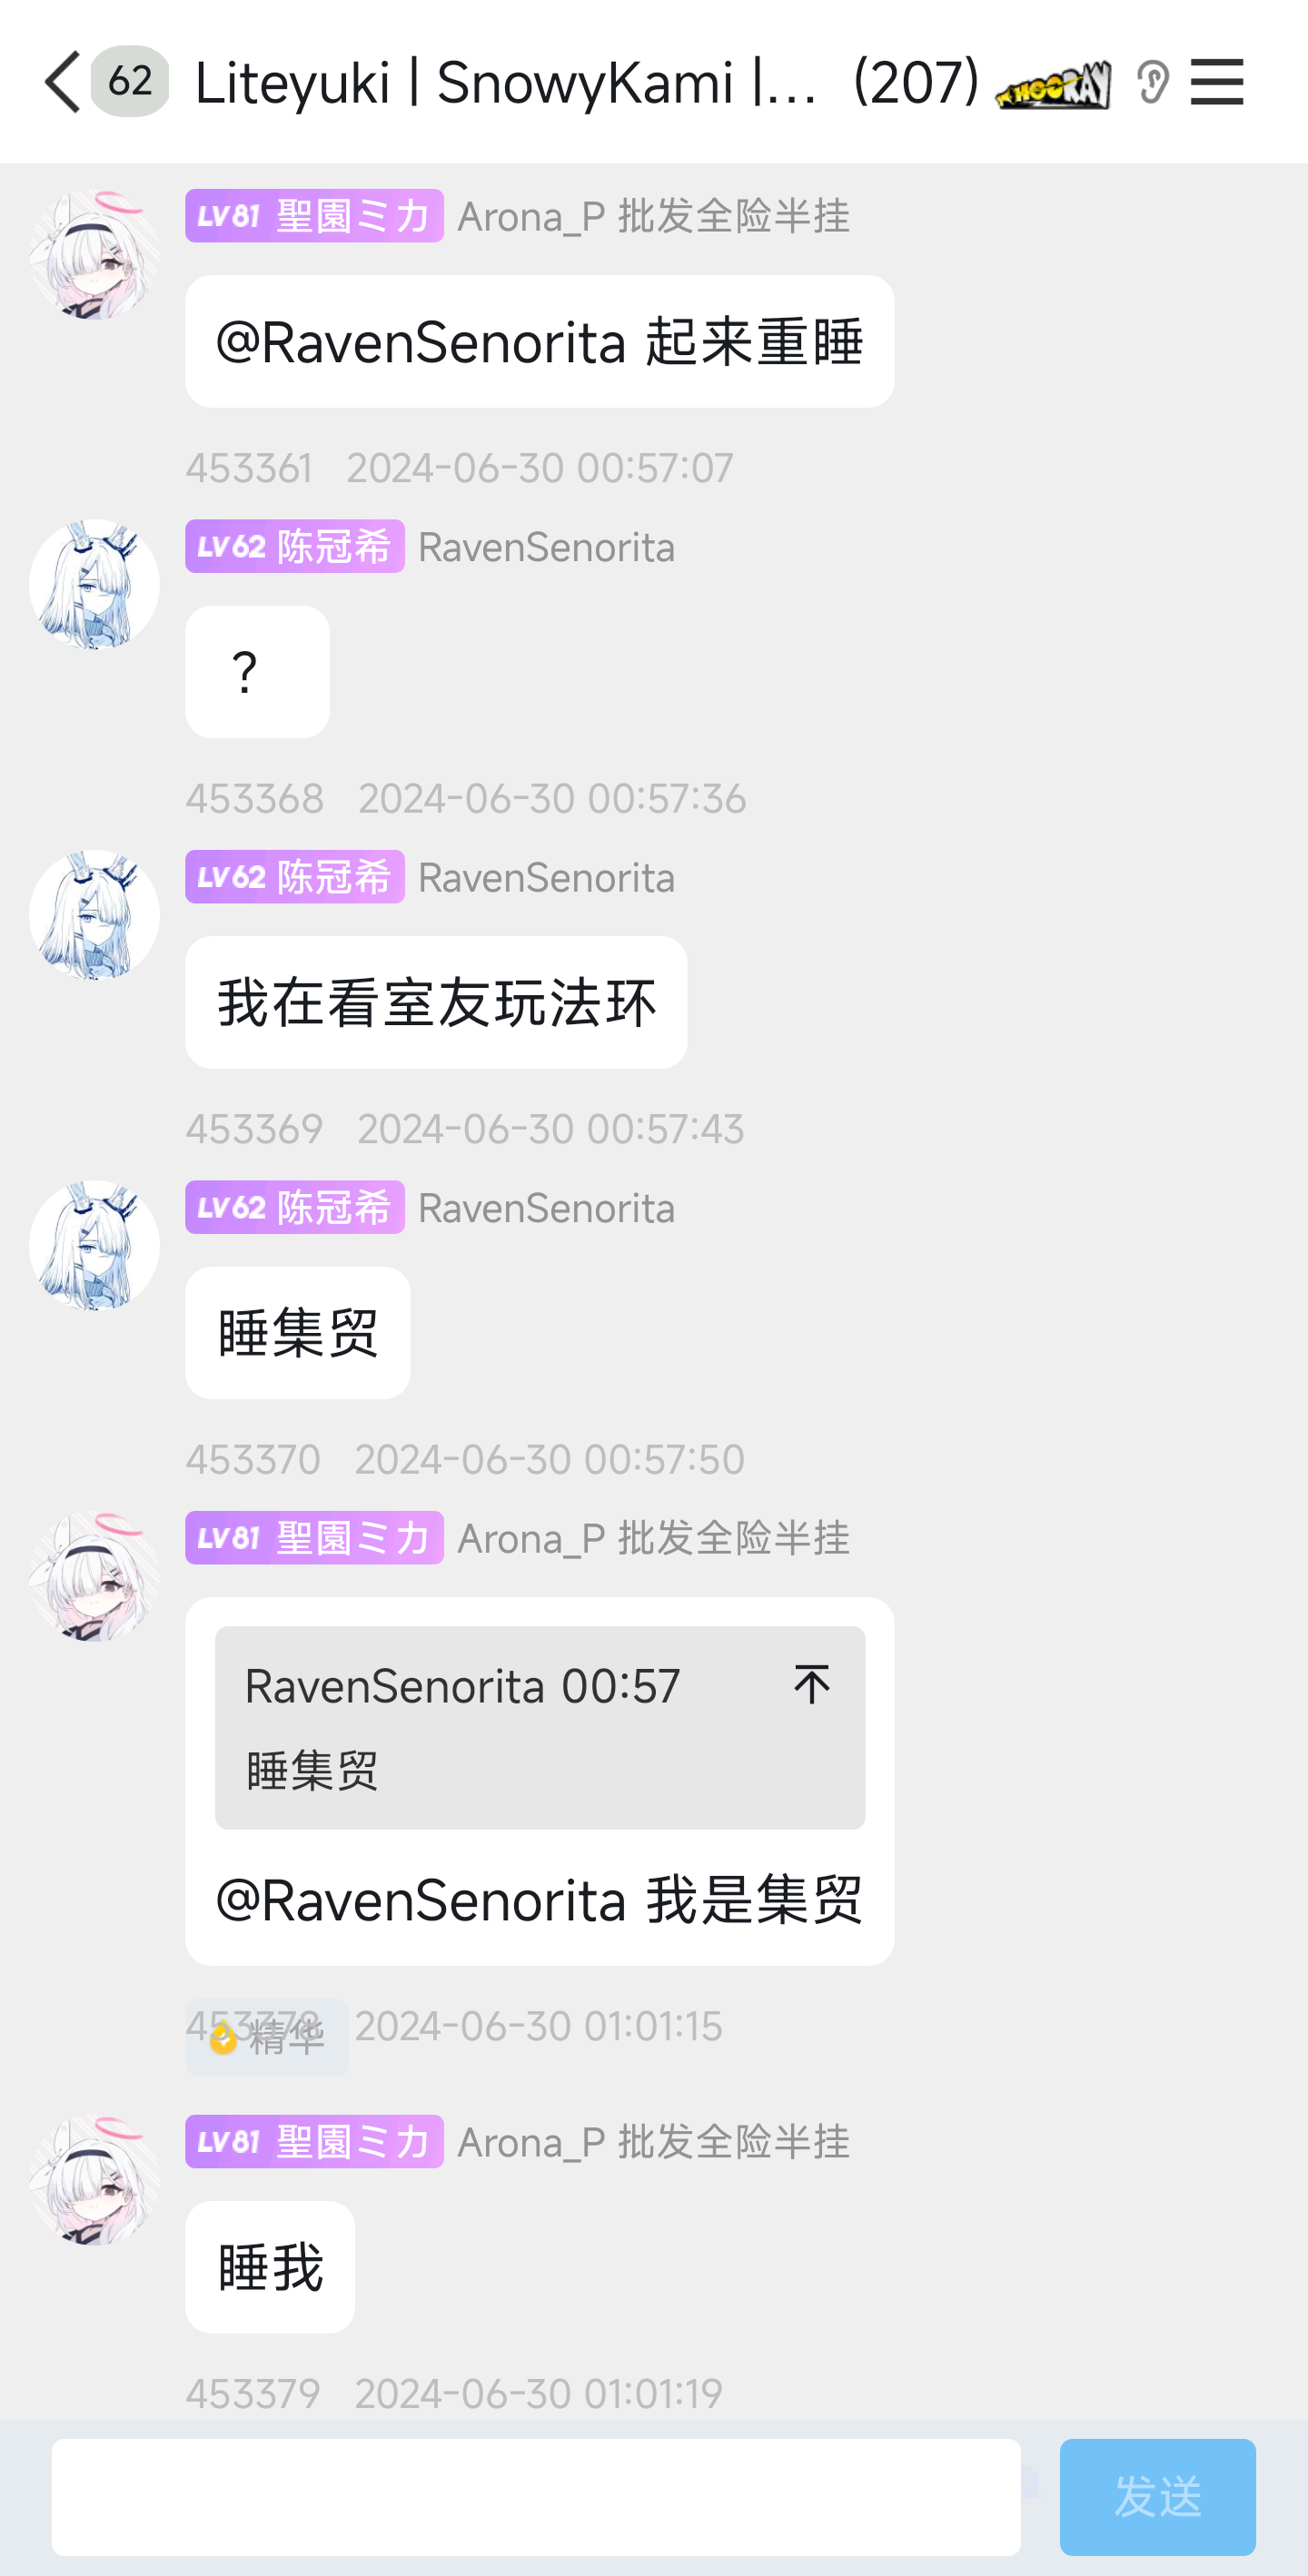 62 Liteyuki | SnowyKami |... (207) WHOORAY
LV81 聖園ミカ Arona_P 批发全险半挂
@RavenSenorita 起来重睡
453361 2024-06-30 00:57:07
LV62 陈冠希 RavenSenorita
？
453368 2024-06-30 00:57:36
LV62 陈冠希 RavenSenorita
我在看室友玩法环
453369 2024-06-30 00:57:43
LV62 陈冠希 RavenSenorita
睡集贸
453370 2024-06-30 00:57:50
LV81 聖園ミカ Arona_P 批发全险半挂
RavenSenorita 00:57
睡集贸
@RavenSenorita 我是集贸
453378 2024-06-30 01:01:15
精华
LV81 聖園ミカ Arona_P 批发全险半挂
睡我
453379 2024-06-30 01:01:19
发送